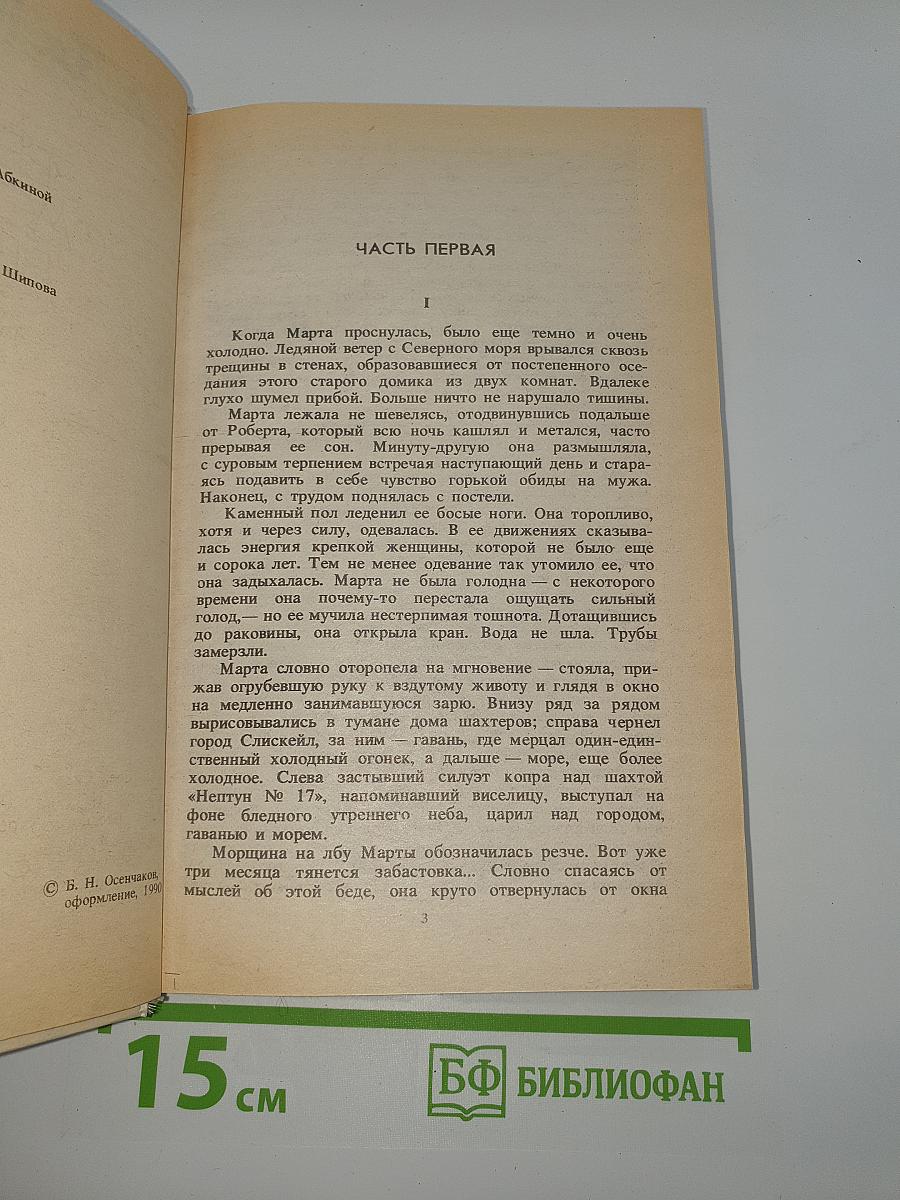 Абкиной
Шипова
© Б. Н. Осенчаков,
оформление, 1990
ЧАСТЬ ПЕРВАЯ
I
Когда Марта проснулась, было еще темно и очень
холодно. Ледяной ветер с Северного моря врывался сквозь
трещины в стенах, образовавшиеся от постепенного осе-
дания этого старого домика из двух комнат. Вдалеке
глухо шумел прибой. Больше ничто не нарушало тишины.
Марта лежала не шевелясь, отодвинувшись подальше
от Роберта, который всю ночь кашлял и метался, часто
прерывая ее сон. Минуту-другую она размышляла,
с суровым терпением встречая наступающий день и стара-
ясь подавить в себе чувство горькой обиды на мужа.
Наконец, с трудом поднялась с постели.
Каменный пол леденил ее босые ноги. Она торопливо,
хотя и через силу, одевалась. В ее движениях сказыва-
лась энергия крепкой женщины, которой не было еще
и сорока лет. Тем не менее одевание так утомило ее, что
она задыхалась. Марта не была голодна — с некоторого
времени она почему-то перестала ощущать сильный
голод,— но ее мучила нестерпимая тошнота. Дотащившись
до раковины, она открыла кран. Вода не шла. Трубы
замерзли.
Марта словно оторопела на мгновение — стояла, при-
жав огрубевшую руку к вздутому животу и глядя в окно
на медленно занимавшуюся зарю. Внизу ряд за рядом
вырисовывались в тумане дома шахтеров; справа чернел
город Слискейл, за ним — гавань, где мерцал один-един-
ственный холодный огонек, а дальше — море, еще более
холодное. Слева застывший силуэт копра над шахтой
«Нептун № 17», напоминавший виселицу, выступал на
фоне бледного утреннего неба, царил над городом,
гаванью и морем.
Морщина на лбу Марты обозначилась резче. Вот уже
три месяца тянется забастовка... Словно спасаясь от
мыслей об этой беде, она круто отвернулась от окна
3
15 см
БФ БИБЛИОФАН